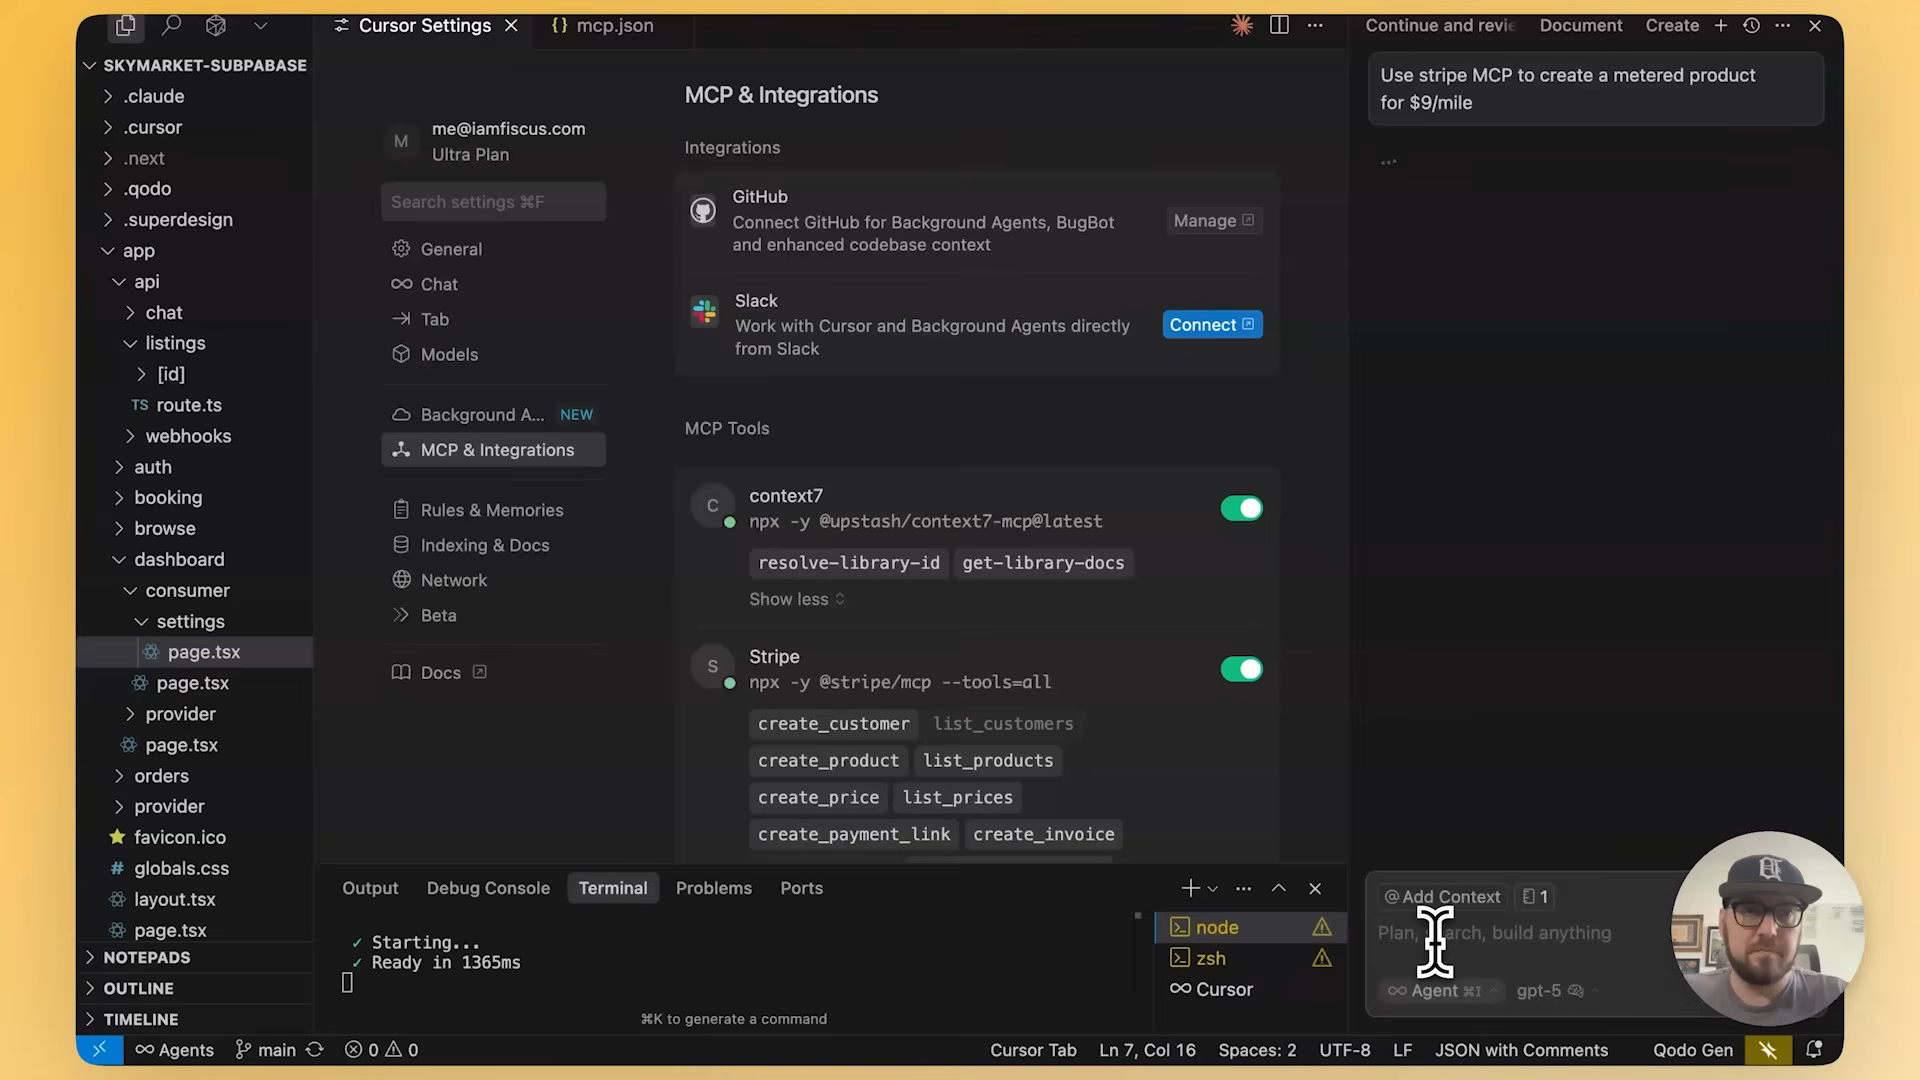 SKYMARKET-SUPABASE
.claude
.cursor
.next
.qodo
.superdesign
app
api
chat
listings
[id]
TS route.ts
webhooks
auth
booking
browse
dashboard
consumer
settings
page.tsx
page.tsx
provider
page.tsx
orders
provider
favicon.ico
# globals.css
layout.tsx
page.tsx
NOTEPADS
OUTLINE
TIMELINE
Cursor Settings
{} mcp.json
M
me@iamfiscus.com
Ultra Plan
Search settings ⌘F
General
Chat
Tab
Models
Background A... NEW
MCP & Integrations
Rules & Memories
Indexing & Docs
Network
Beta
Docs
MCP & Integrations
Integrations
GitHub
Connect GitHub for Background Agents, BugBot
and enhanced codebase context
Manage
Slack
Work with Cursor and Background Agents directly
from Slack
Connect
MCP Tools
C
context7
npx -y @upstash/context7-mcp@latest
resolve-library-id get-library-docs
Show less
S
Stripe
npx -y @stripe/mcp --tools=all
create_customer list_customers
create_product list_products
create_price list_prices
create_payment_link create_invoice
Output Debug Console Terminal Problems Ports
✓ Starting...
✓ Ready in 1365ms
⌘K to generate a command
node
zsh
Cursor
Continue and revie Document Create
Use stripe MCP to create a metered product
for $9/mile
...
@ Add Context 1
Plan, search, build anything
Agent ⌘I gpt-5
Agents main 0 0
Cursor Tab Ln 7, Col 16 Spaces: 2 UTF-8 LF JSON with Comments Qodo Gen